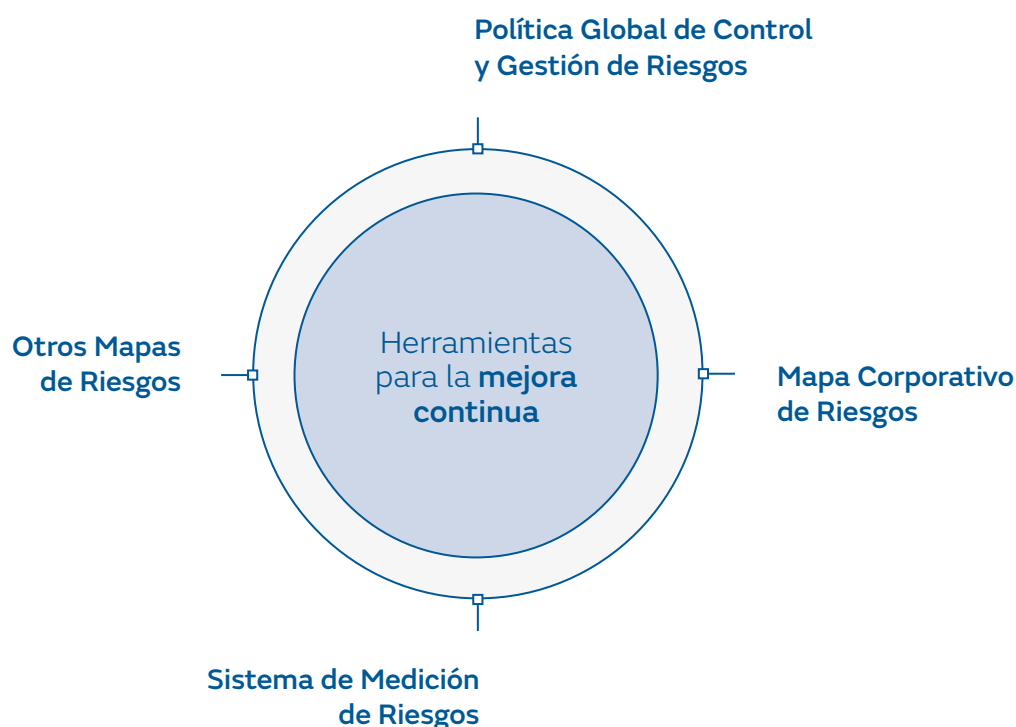 Política Global de Control
y Gestión de Riesgos
Otros Mapas
de Riesgos
Herramientas
para la mejora
continua
Mapa Corporativo
de Riesgos
Sistema de Medición
de Riesgos